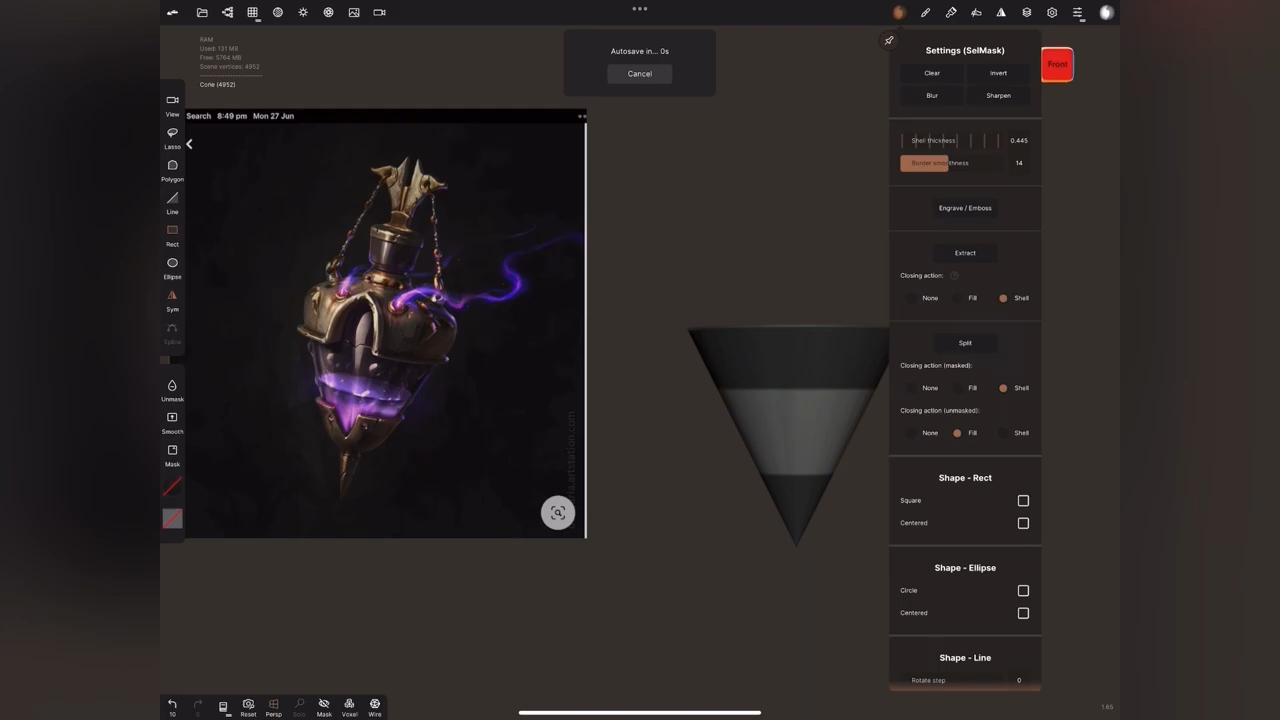 RAM
Used: 131 MB
Free: 5764 MB
Scene vertices: 4952
Cone (4952)
Autosave in... 0s
Cancel
Search 8:49 pm Mon 27 Jun
View
Lasso
Polygon
Line
Rect
Ellipse
Sym
Spline
Unmask
Smooth
Mask
Front
Settings (SelMask)
Clear Invert
Blur Sharpen
Shell thickness 0.445
Border smoothness 14
Engrave / Emboss
Extract
Closing action: ?
None Fill Shell
Split
Closing action (masked):
None Fill Shell
Closing action (unmasked):
None Fill Shell
Shape - Rect
Square
Centered
Shape - Ellipse
Circle
Centered
Shape - Line
Rotate step 0
artstation.com
10 Reset Persp Solo Mask Voxel Wire
1.65